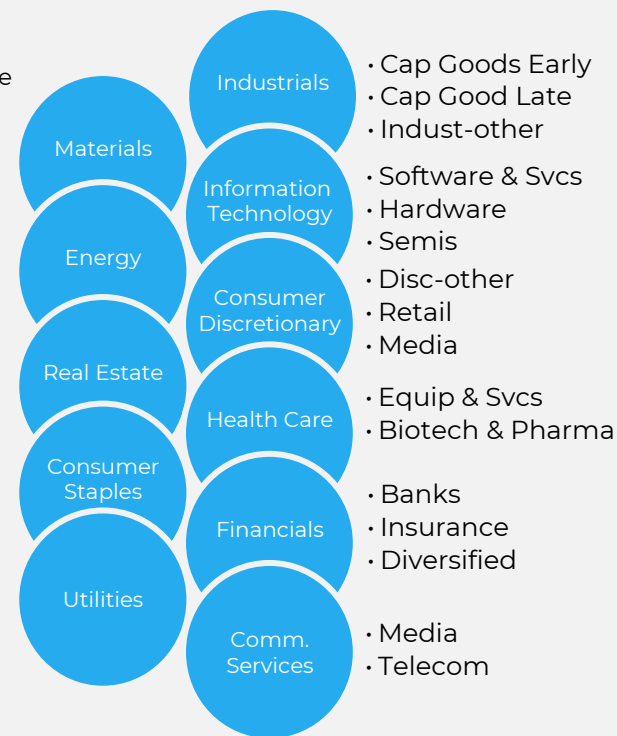 e
Materials
Energy
Real Estate
Consumer
Staples
Utilities
Industrials
• Cap Goods Early
• Cap Good Late
• Indust-other
Information
Technology
• Software & Svcs
• Hardware
• Semis
Consumer
Discretionary
• Disc-other
• Retail
• Media
Health Care
• Equip & Svcs
• Biotech & Pharma
Financials
• Banks
• Insurance
• Diversified
Comm.
Services
• Media
• Telecom